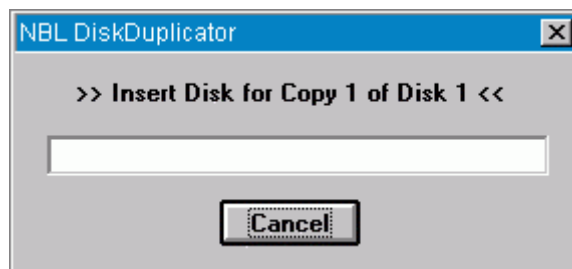 NBL DiskDuplicator
>> Insert Disk for Copy 1 of Disk 1 <<
Cancel